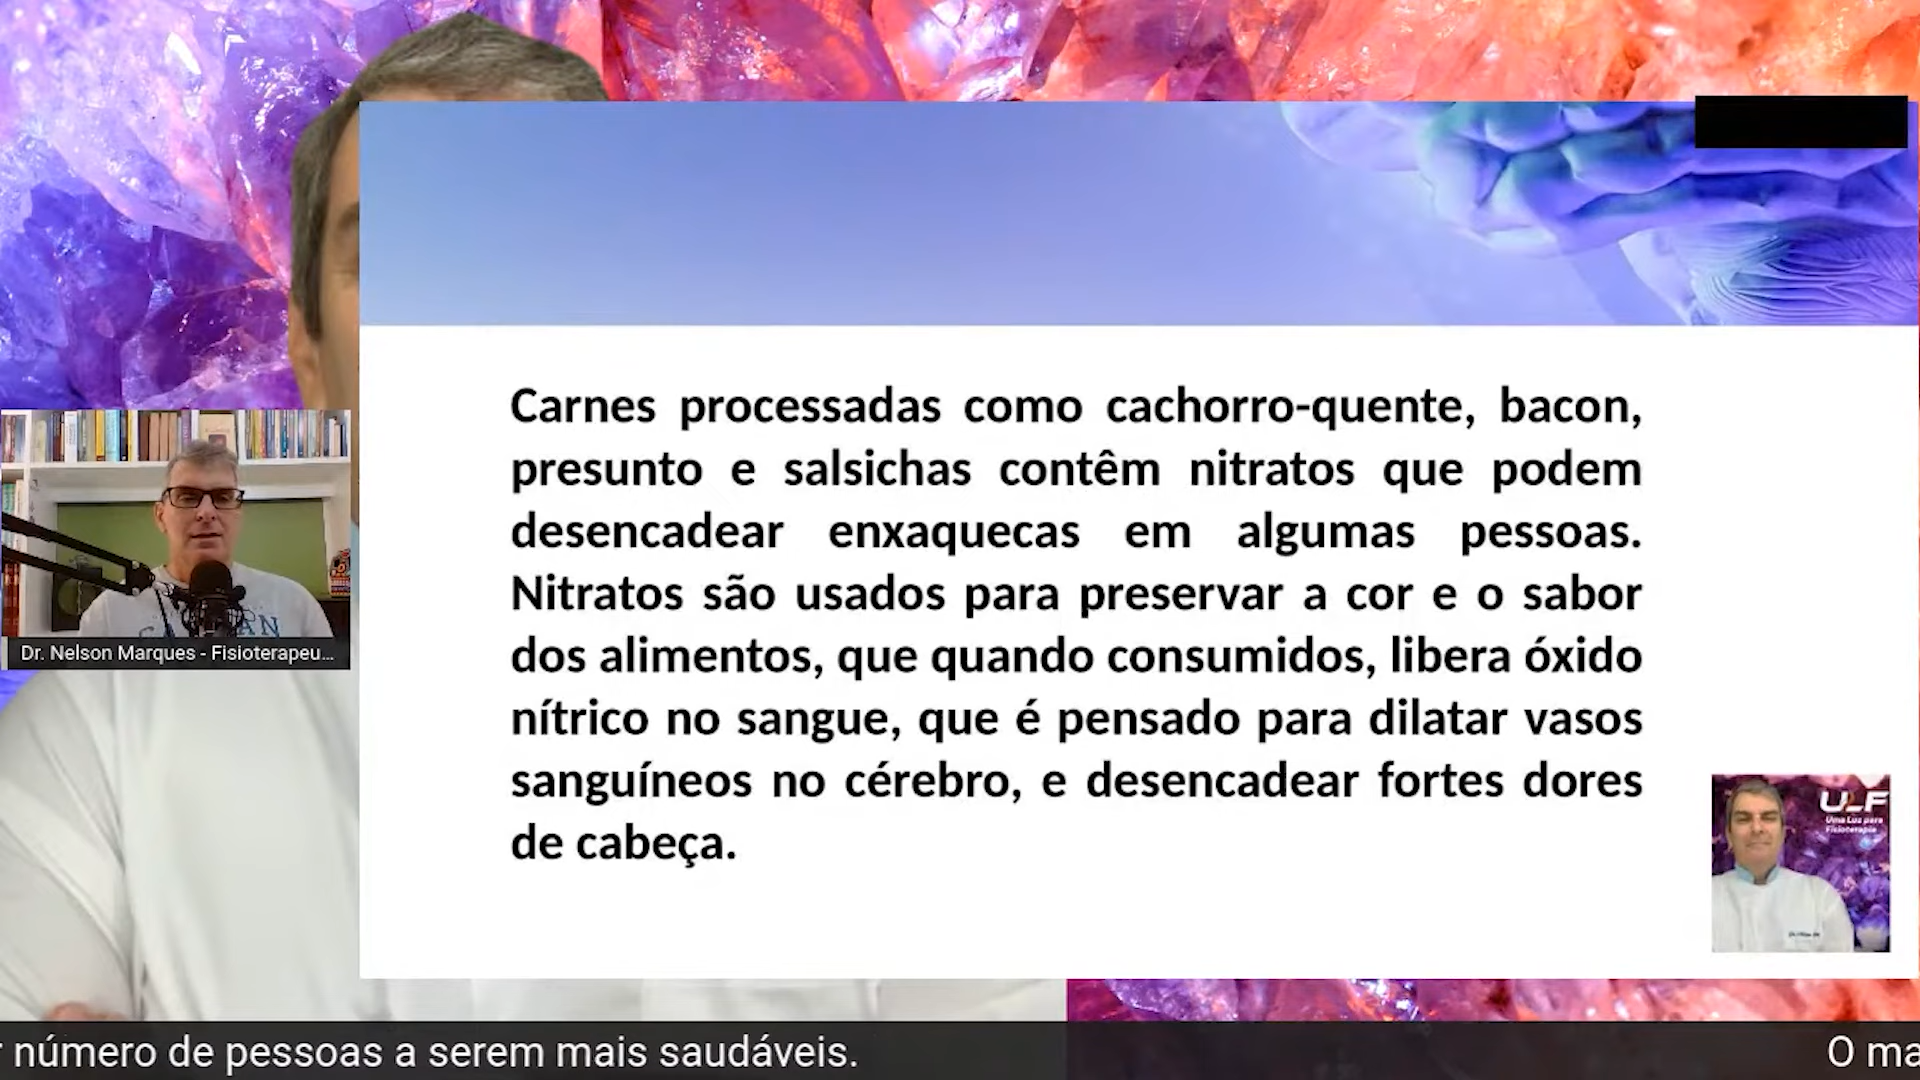 Carnes processadas como cachorro-quente, bacon,
presunto e salsichas contêm nitratos que podem
desencadear enxaquecas em algumas pessoas.
Nitratos são usados para preservar a cor e o sabor
dos alimentos, que quando consumidos, libera óxido
nítrico no sangue, que é pensado para dilatar vasos
sanguíneos no cérebro, e desencadear fortes dores
de cabeça.
Dr. Nelson Marques - Fisioterapeu...
ULF
Uma Luz para
Fisioterapia
número de pessoas a serem mais saudáveis.
O ma